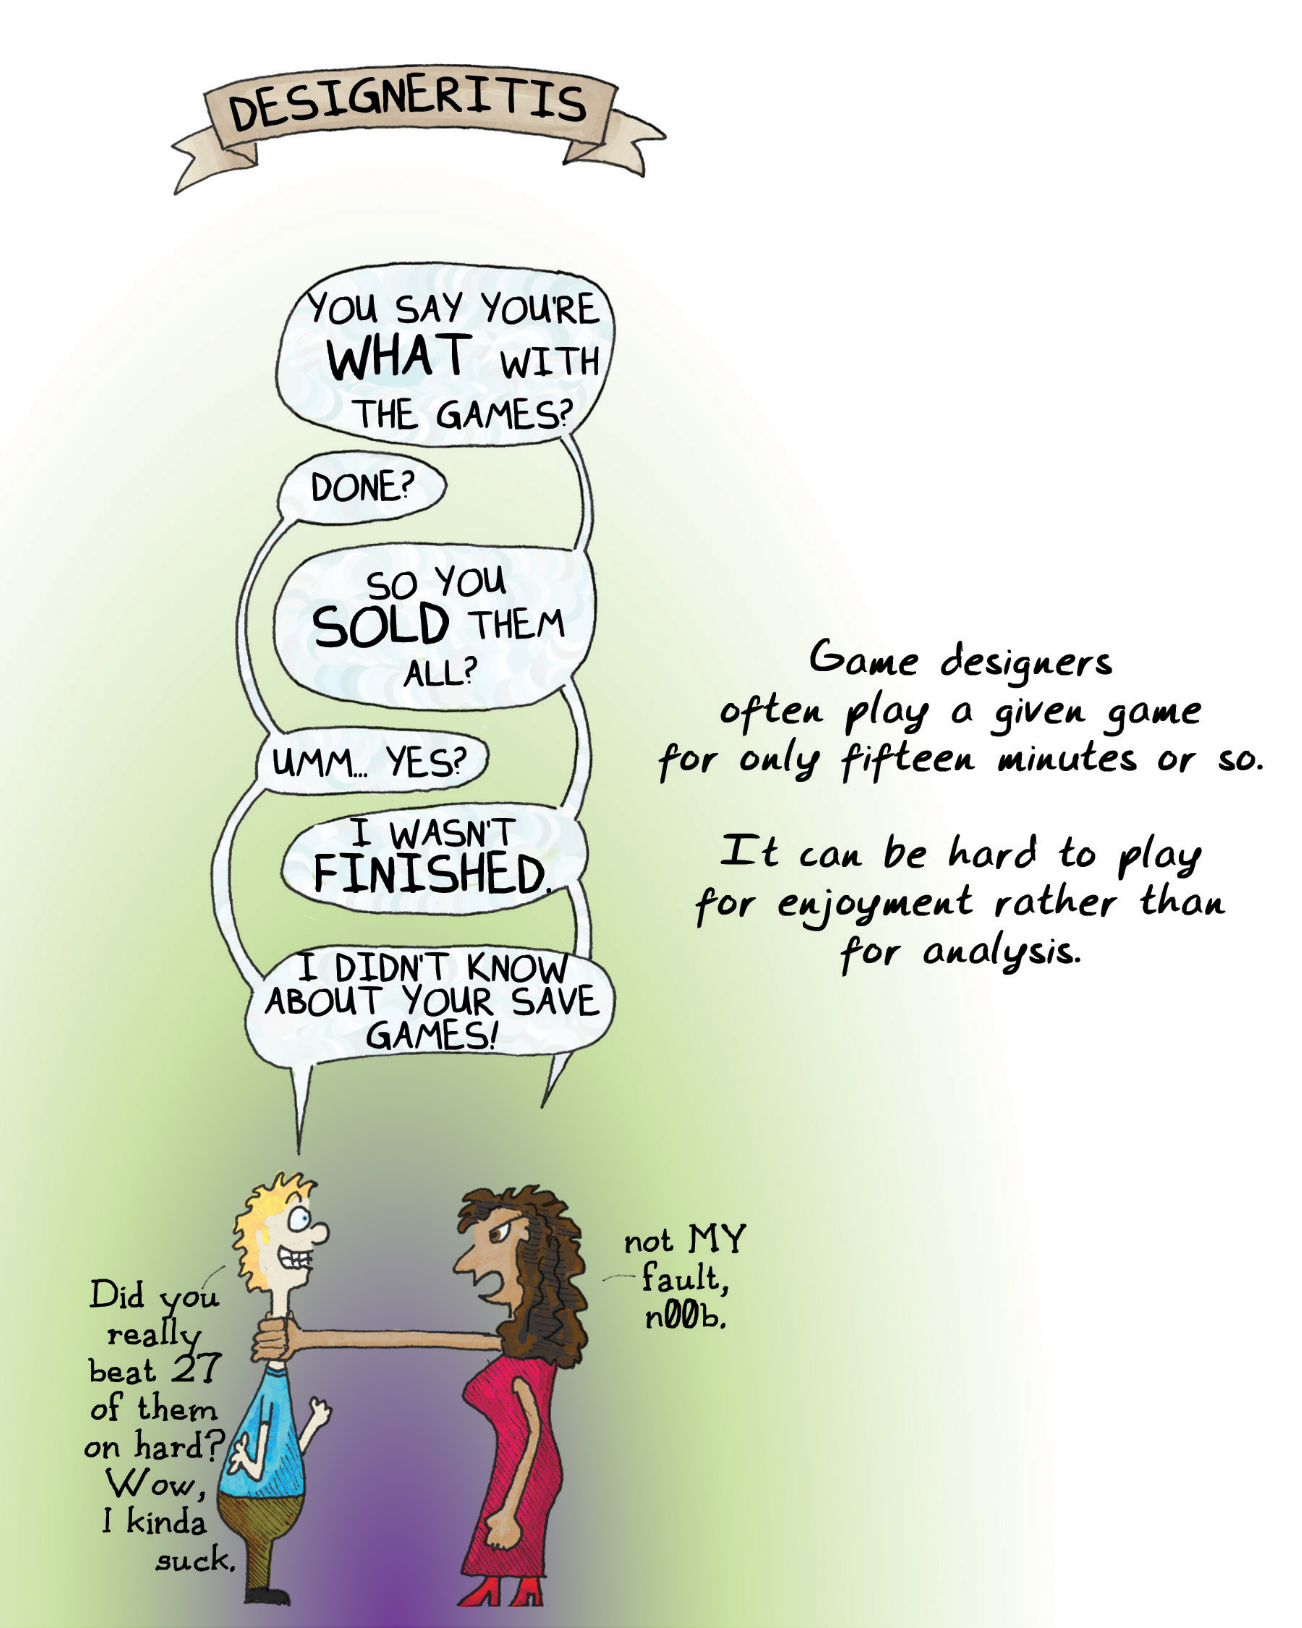 DESIGNERITIS
YOU SAY YOU'RE
WHAT WITH
THE GAMES?
DONE?
SO YOU
SOLD THEM
ALL?
UMM... YES?
I WASN'T
FINISHED.
I DIDN'T KNOW
ABOUT YOUR SAVE
GAMES!
Game designers
often play a given game
for only fifteen minutes or so.
It can be hard to play
for enjoyment rather than
for analysis.
Did you
really
beat 27
of them
on hard?
Wow,
I kinda
suck.
not MY
fault,
n00b.